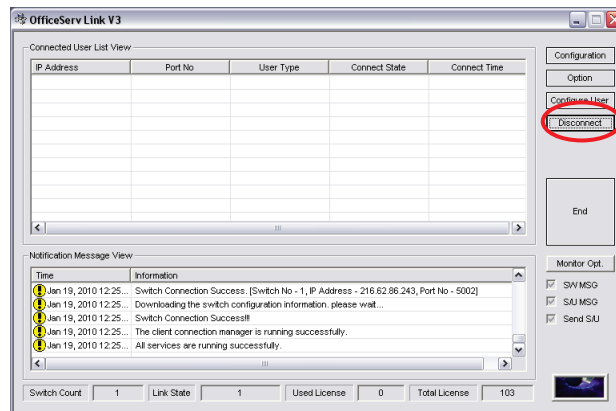 OfficeServ Link V3
Connected User List View
IP Address Port No User Type Connect State Connect Time
Configuration
Option
Configure User
Disconnect
End
Notification Message View
Time Information
Jan 19, 2010 12:25... Switch Connection Success. [Switch No - 1, IP Address - 216.62.86.243, Port No - 5002]
Jan 19, 2010 12:25... Downloading the switch configuration information. please wait...
Jan 19, 2010 12:25... Switch Connection Success!!!
Jan 19, 2010 12:25... The client connection manager is running successfully.
Jan 19, 2010 12:25... All services are running successfully.
Monitor Opt.
SW MSG
S/U MSG
Send S/U
Switch Count 1 Link State 1 Used License 0 Total License 103